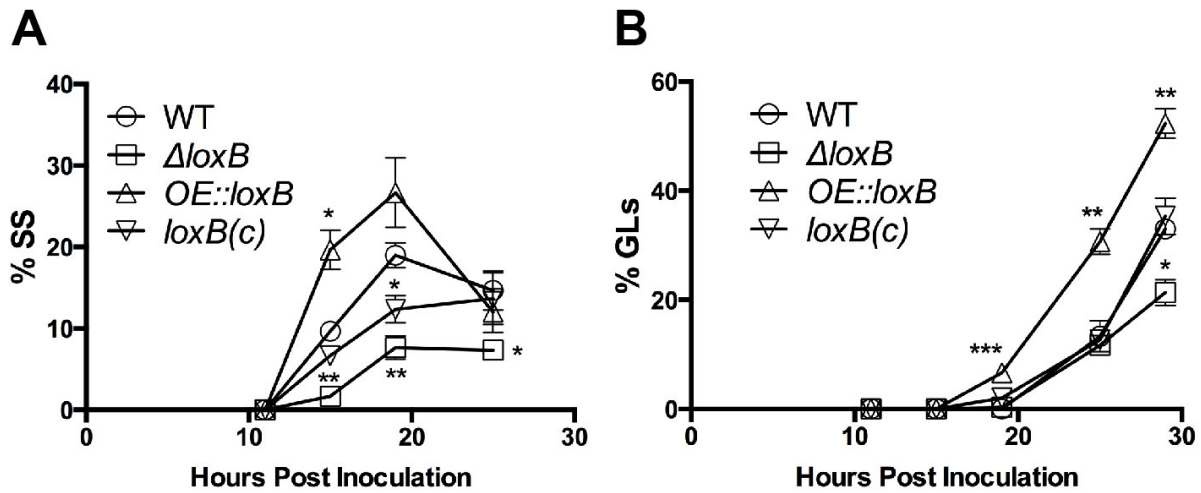 A
% SS
40
30
20
10
0
WT
ΔloxB
OE::loxB
loxB(c)
*
*
**
**
*
0
10
20
30
Hours Post Inoculation
B
% GLs
60
40
20
0
WT
ΔloxB
OE::loxB
loxB(c)
***
**
**
*
0
10
20
30
Hours Post Inoculation